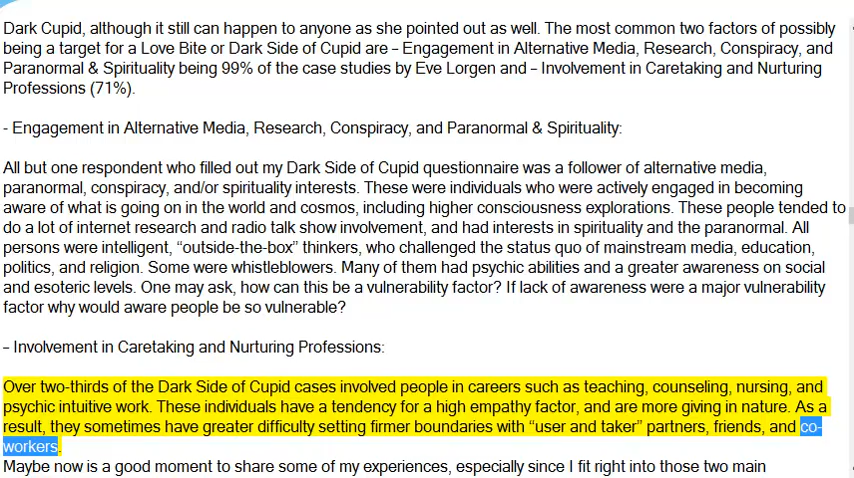 Dark Cupid, although it still can happen to anyone as she pointed out as well. The most common two factors of possibly
being a target for a Love Bite or Dark Side of Cupid are – Engagement in Alternative Media, Research, Conspiracy, and
Paranormal & Spirituality being 99% of the case studies by Eve Lorgen and – Involvement in Caretaking and Nurturing
Professions (71%).
- Engagement in Alternative Media, Research, Conspiracy, and Paranormal & Spirituality:
All but one respondent who filled out my Dark Side of Cupid questionnaire was a follower of alternative media,
paranormal, conspiracy, and/or spirituality interests. These were individuals who were actively engaged in becoming
aware of what is going on in the world and cosmos, including higher consciousness explorations. These people tended to
do a lot of internet research and radio talk show involvement, and had interests in spirituality and the paranormal. All
persons were intelligent, “outside-the-box” thinkers, who challenged the status quo of mainstream media, education,
politics, and religion. Some were whistleblowers. Many of them had psychic abilities and a greater awareness on social
and esoteric levels. One may ask, how can this be a vulnerability factor? If lack of awareness were a major vulnerability
factor why would aware people be so vulnerable?
– Involvement in Caretaking and Nurturing Professions:
Over two-thirds of the Dark Side of Cupid cases involved people in careers such as teaching, counseling, nursing, and
psychic intuitive work. These individuals have a tendency for a high empathy factor, and are more giving in nature. As a
result, they sometimes have greater difficulty setting firmer boundaries with “user and taker” partners, friends, and co-
workers.
Maybe now is a good moment to share some of my experiences, especially since I fit right into those two main